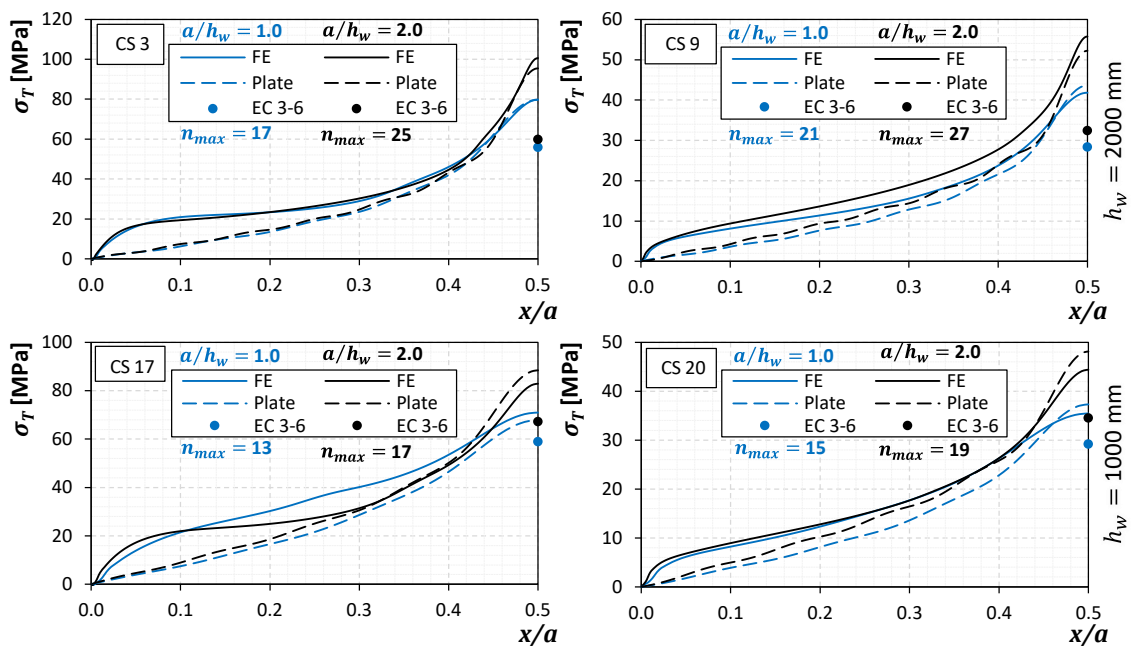 σ_T [MPa]
120
100
80
60
40
20
0
CS 3
a/h_w = 1.0 a/h_w = 2.0
FE FE
Plate Plate
EC 3-6 EC 3-6
n_max = 17 n_max = 25
0.0 0.1 0.2 0.3 0.4 0.5
x/a
σ_T [MPa]
60
50
40
30
20
10
0
CS 9
a/h_w = 1.0 a/h_w = 2.0
FE FE
Plate Plate
EC 3-6 EC 3-6
n_max = 21 n_max = 27
0.0 0.1 0.2 0.3 0.4 0.5
x/a
h_w = 2000 mm
σ_T [MPa]
100
80
60
40
20
0
CS 17
a/h_w = 1.0 a/h_w = 2.0
FE FE
Plate Plate
EC 3-6 EC 3-6
n_max = 13 n_max = 17
0.0 0.1 0.2 0.3 0.4 0.5
x/a
σ_T [MPa]
50
40
30
20
10
0
CS 20
a/h_w = 1.0 a/h_w = 2.0
FE FE
Plate Plate
EC 3-6 EC 3-6
n_max = 15 n_max = 19
0.0 0.1 0.2 0.3 0.4 0.5
x/a
h_w = 1000 mm